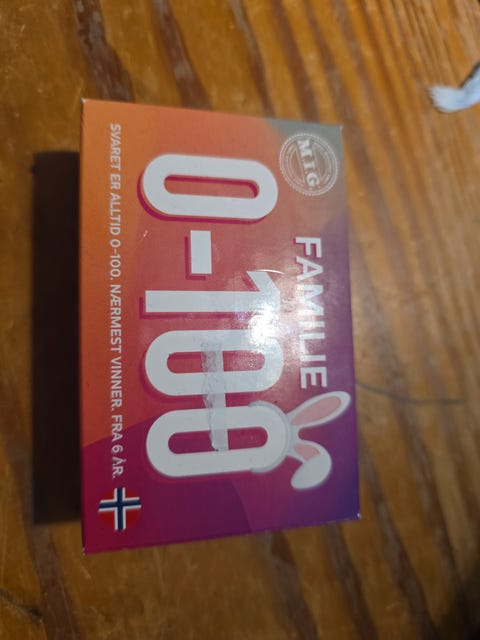 MIG
FAMILIE
0-100
SVARET ER ALLTID 0-100. NÆRMEST VINNER. FRA 6 ÅR.